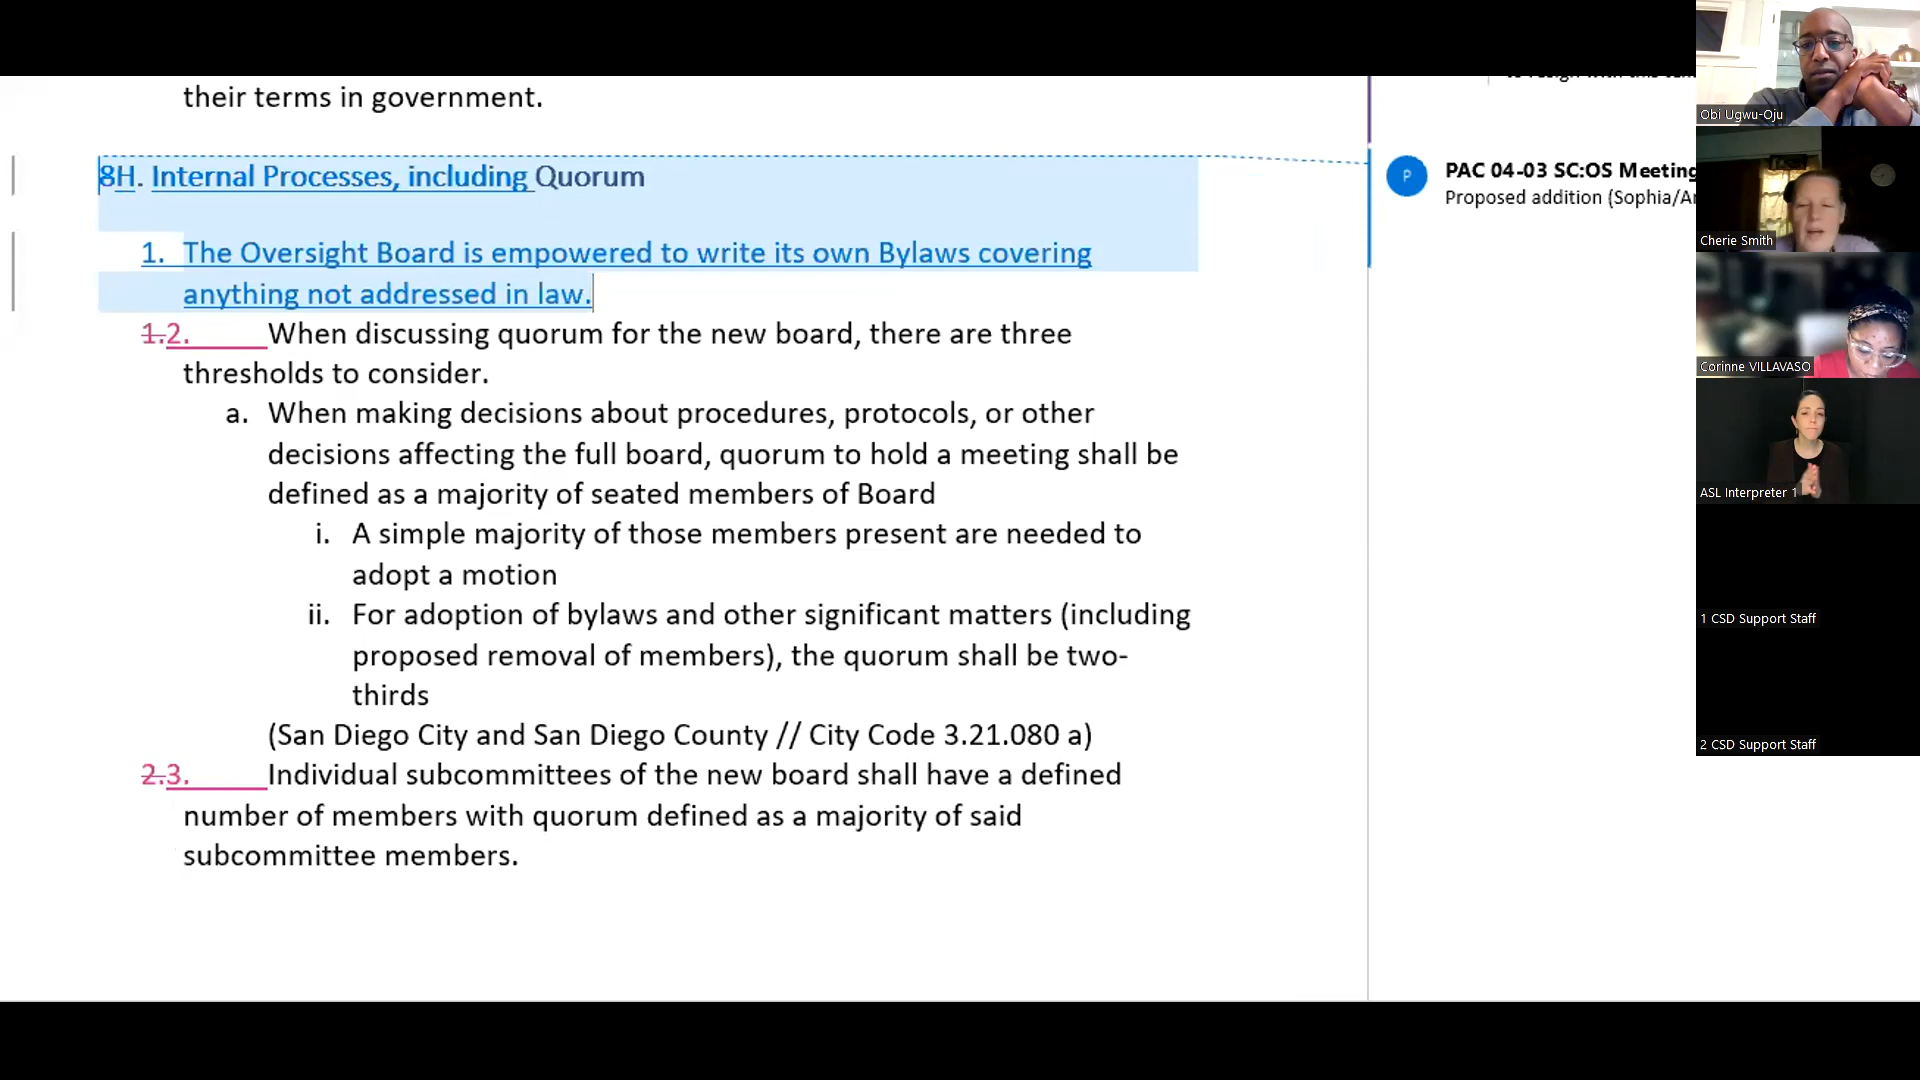 their terms in government.
8H. Internal Processes, including Quorum
1. The Oversight Board is empowered to write its own Bylaws covering
anything not addressed in law.
1.2. When discussing quorum for the new board, there are three
thresholds to consider.
a. When making decisions about procedures, protocols, or other
decisions affecting the full board, quorum to hold a meeting shall be
defined as a majority of seated members of Board
i. A simple majority of those members present are needed to
adopt a motion
ii. For adoption of bylaws and other significant matters (including
proposed removal of members), the quorum shall be two-
thirds
(San Diego City and San Diego County // City Code 3.21.080 a)
2.3. Individual subcommittees of the new board shall have a defined
number of members with quorum defined as a majority of said
subcommittee members.
P
PAC 04-03 SC:OS Meeting
Proposed addition (Sophia/
Obi Ugwu-Oju
Cherie Smith
Corinne VILLAVASO
ASL Interpreter 1
1 CSD Support Staff
2 CSD Support Staff